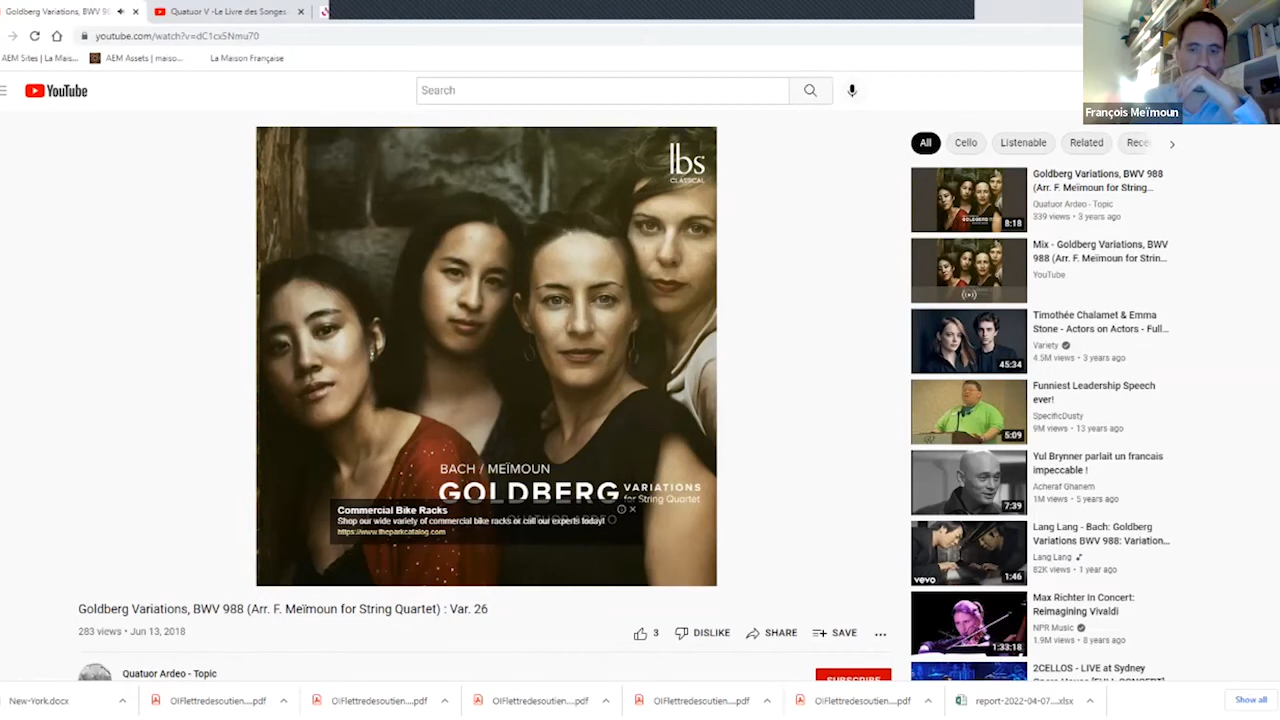 Goldberg Variations, BWV 98
Quatuor V -Le Livre des Songes
youtube.com/watch?v=dC1cx5Nmu70
AEM Sites | La Mais...
AEM Assets | maiso...
La Maison Française
YouTube
Search
François Meïmoun
lbs
CLASSICAL
BACH / MEÏMOUN
GOLDBERG VARIATIONS
for String Quartet
Commercial Bike Racks
Shop our wide variety of commercial bike racks or call our experts today!
https://www.theparkcatalog.com
Goldberg Variations, BWV 988 (Arr. F. Meïmoun for String Quartet) : Var. 26
283 views • Jun 13, 2018
3
DISLIKE
SHARE
SAVE
Quatuor Ardeo - Topic
SUBSCRIBE
All
Cello
Listenable
Related
Rece
Goldberg Variations, BWV 988
(Arr. F. Meïmoun for String...
Quatuor Ardeo - Topic
339 views • 3 years ago
8:18
Mix - Goldberg Variations, BWV
988 (Arr. F. Meïmoun for Strin...
YouTube
Timothée Chalamet & Emma
Stone - Actors on Actors - Full...
Variety
4.5M views • 3 years ago
45:34
Funniest Leadership Speech
ever!
SpecificDusty
9M views • 13 years ago
5:09
Yul Brynner parlait un francais
impeccable !
Acheraf Ghanem
1M views • 5 years ago
7:39
Lang Lang - Bach: Goldberg
Variations BWV 988: Variation...
Lang Lang
82K views • 1 year ago
vevo
1:46
Max Richter In Concert:
Reimagining Vivaldi
NPR Music
1.9M views • 8 years ago
1:33:18
2CELLOS - LIVE at Sydney
Opera House [FULL CONCERT]
New-York.docx
OIFlettredesoutien....pdf
OIFlettredesoutien....pdf
OIFlettredesoutien....pdf
OIFlettredesoutien....pdf
OIFlettredesoutien....pdf
report-2022-04-07....xlsx
Show all